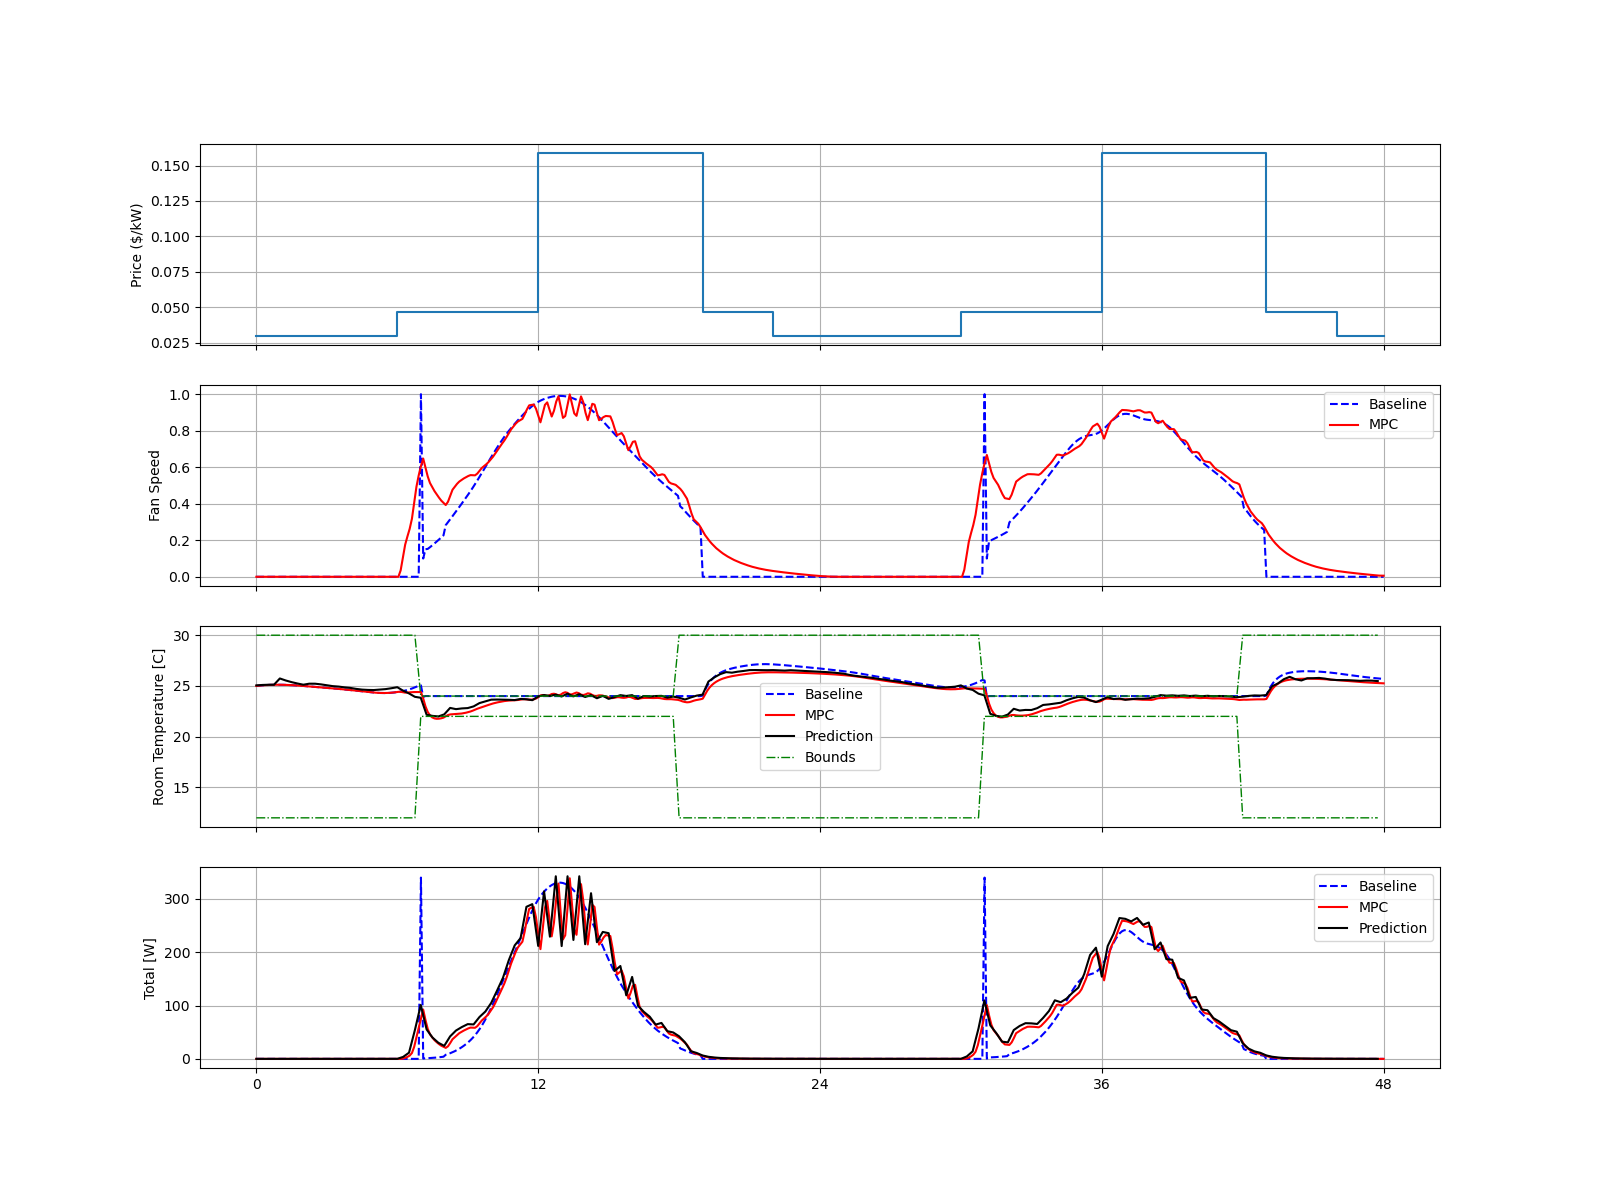 Price ($/kW)
0.150
0.125
0.100
0.075
0.050
0.025
Fan Speed
1.0
0.8
0.6
0.4
0.2
0.0
Baseline
MPC
Room Temperature [C]
30
25
20
15
Baseline
MPC
Prediction
Bounds
Total [W]
300
200
100
0
Baseline
MPC
Prediction
0 12 24 36 48